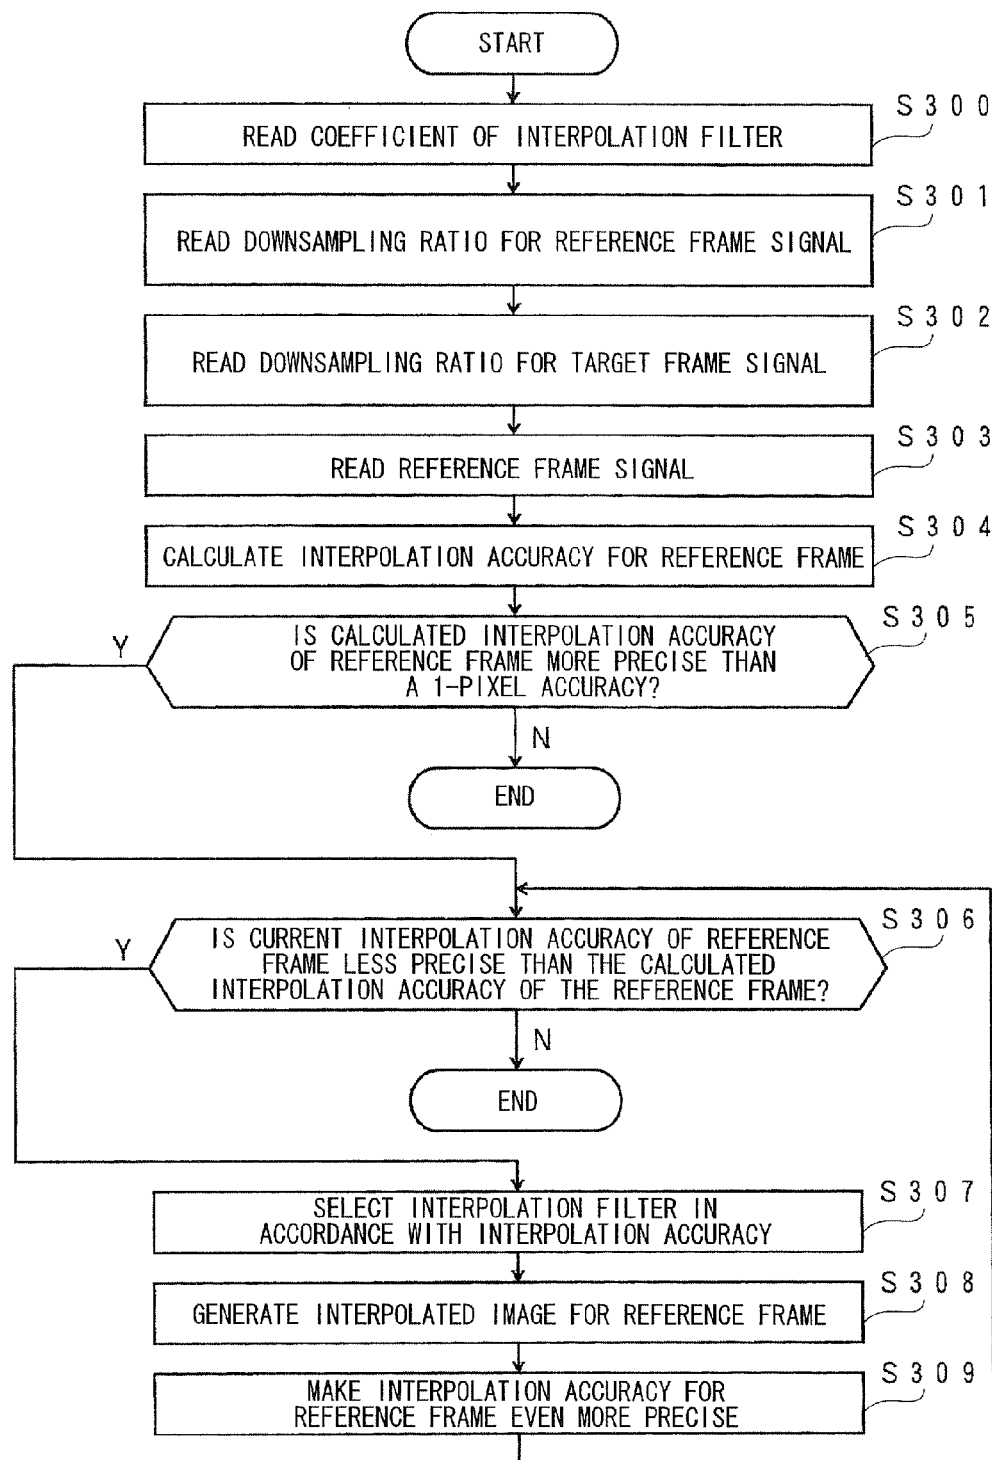 START
S300
READ COEFFICIENT OF INTERPOLATION FILTER
S301
READ DOWNSAMPLING RATIO FOR REFERENCE FRAME SIGNAL
S302
READ DOWNSAMPLING RATIO FOR TARGET FRAME SIGNAL
S303
READ REFERENCE FRAME SIGNAL
S304
CALCULATE INTERPOLATION ACCURACY FOR REFERENCE FRAME
S305
Y
IS CALCULATED INTERPOLATION ACCURACY
OF REFERENCE FRAME MORE PRECISE THAN
A 1-PIXEL ACCURACY?
N
END
S306
Y
IS CURRENT INTERPOLATION ACCURACY OF REFERENCE
FRAME LESS PRECISE THAN THE CALCULATED
INTERPOLATION ACCURACY OF THE REFERENCE FRAME?
N
END
S307
SELECT INTERPOLATION FILTER IN
ACCORDANCE WITH INTERPOLATION ACCURACY
S308
GENERATE INTERPOLATED IMAGE FOR REFERENCE FRAME
S309
MAKE INTERPOLATION ACCURACY FOR
REFERENCE FRAME EVEN MORE PRECISE